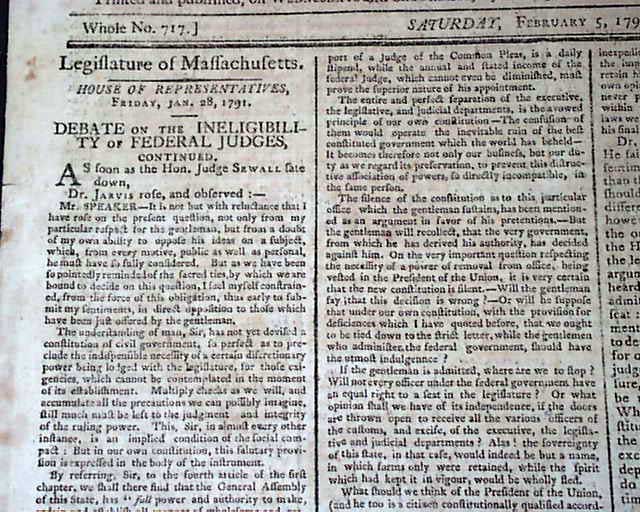 Printed and published, on
Whole No. 717.]
SATURDAY, FEBRUARY 5, 179
Legiſlature of Maſſachuſetts.
HOUSE OF REPRESENTATIVES,
FRIDAY, JAN. 28, 1791.
DEBATE ON THE INELIGIBILI-
TY OF FEDERAL JUDGES,
CONTINUED.
AS ſoon as the Hon. Judge SEWALL ſate
down,
Dr. JARVIS roſe, and obſerved :—
Mr. SPEAKER—It is not but with reluctance that I
have roſe on the preſent queſtion, not only from my
particular reſpect for the gentleman, but from a doubt
of my own ability to oppoſe his ideas on a ſubject,
which, from every motive, public as well as perſonal,
he muſt have ſo fully conſidered. But as we have been
ſo pointedly reminded of the ſacred ties, by which we are
bound to decide on this queſtion, I feel myſelf conſtrain-
ed, from the force of this obligation, thus early to ſub-
mit my ſentiments, in direct oppoſition to thoſe which
have been juſt offered by the gentleman.
The underſtanding of man, Sir, has not yet deviſed a
conſtitution of civil government, ſo perfect as to pre-
clude the indiſpenſible neceſſity of a certain diſcretionary
power being lodged with the legiſlature, for thoſe exi-
gencies, which cannot be contemplated in the moment
of its eſtabliſhment. Multiply checks as we will, and
accumulate all the precautions we can poſſibly imagine,
ſtill much muſt be left to the judgment and integrity
of the ruling power. This, Sir, in almoſt every other
inſtance, is an implied condition of the ſocial com-
pact : But in our own conſtitution, this ſalutary provi-
ſion is expreſſed in the body of the inſtrument.
By referring, Sir, to the fourth article of the firſt
chapter, we ſhall there find that the General Aſſembly
of this State, has "full power and authority to make,
ordain and eſtabliſh all manner of wholeſome and
port of a Judge of the Common Pleas, is a daily
ſtipend, while the annual and ſtated income of the
federal Judge, which cannot even be diminiſhed, muſt
prove the ſuperior nature of his appointment.
The entire and perfect ſeparation of the executive,
the legiſlative, and judicial departments, is the avowed
principle of our own conſtitution—The confuſion of
them would operate the inevitable ruin of the beſt
conſtituted government which the world has beheld—
It becomes therefore not only our buſineſs, but our du-
ty as we regard its preſervation, to prevent this deſtruc-
tive aſſociation of powers, ſo directly incompatible, in
the ſame perſon.
The ſilence of the conſtitution as to this particular
office which the gentleman ſuſtains, has been mention-
ed as an argument in favor of his pretentions,—But
the gentleman will recollect, that the very government,
from which he has derived his authority, has decided
againſt him. On the very important queſtion reſpecting
the neceſſity of a power of removal from office, being
veſted in the Preſident of the Union, it is very certain
that the new conſtitution is ſilent.—Will the gentleman
ſay that this deciſion is wrong ?—Or will he ſuppoſe
that under our own conſtitution, with the proviſion for
deficiencies which I have quoted before, that we ought
to be tied down to the ſtrict letter, while the gentlemen
who adminiſter the federal government, ſhould have
the utmoſt indulgence ?
If the gentleman is admitted, where are we to ſtop ?
Will not every officer under the federal government have
an equal right to a ſeat in the legiſlature ? Or what
opinion ſhall we have of its independence, if the doors
are thrown open to receive all the various officers of
the cuſtoms, and exciſe, of the executive, the legiſla-
tive and judicial departments ? Alas ! the ſovereignty
of this ſtate, in that caſe, would indeed be but a name,
in which forms only were retained, while the ſpirit
which had kept it in vigour, would be wholly fled.
What ſhould we think of the Preſident of the Union,
(and he too is a citizen conſtitutionally qualified accord-